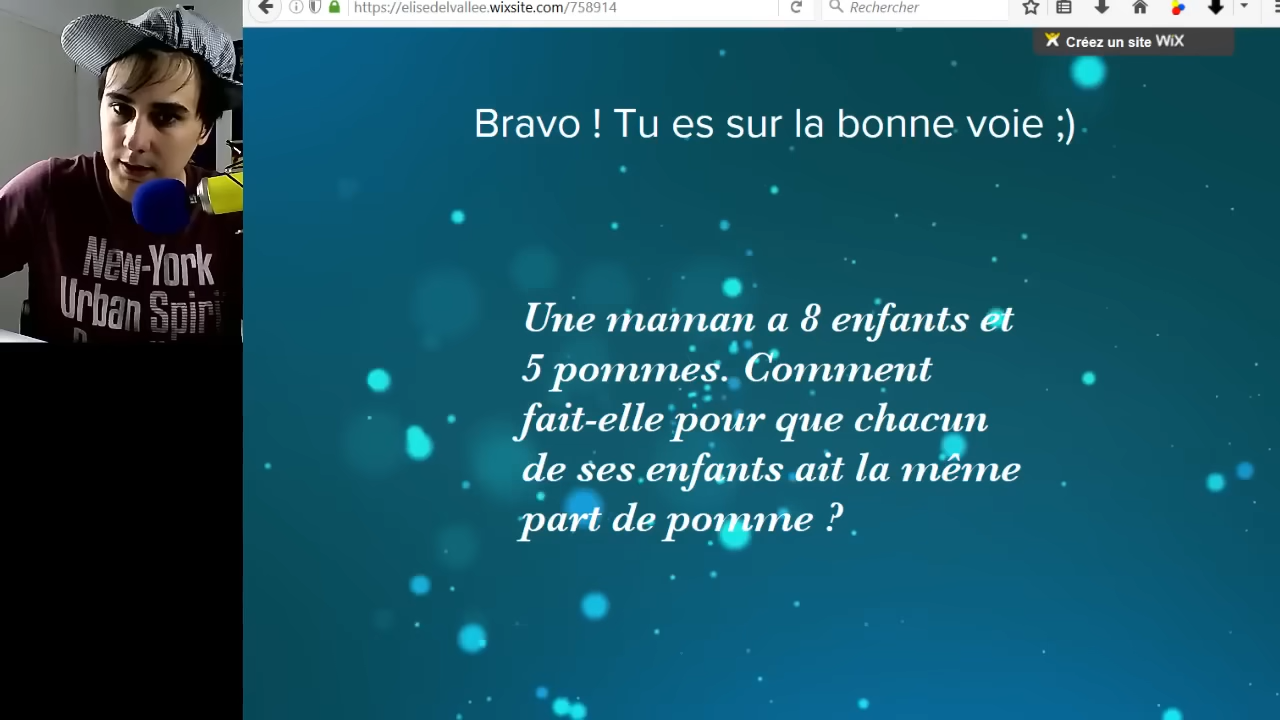 https://elisedelvallee.wixsite.com/758914
Rechercher
Créez un site WiX
Bravo ! Tu es sur la bonne voie ;)
Une maman a 8 enfants et
5 pommes. Comment
fait-elle pour que chacun
de ses enfants ait la même
part de pomme ?
New-York
Urban Spiri